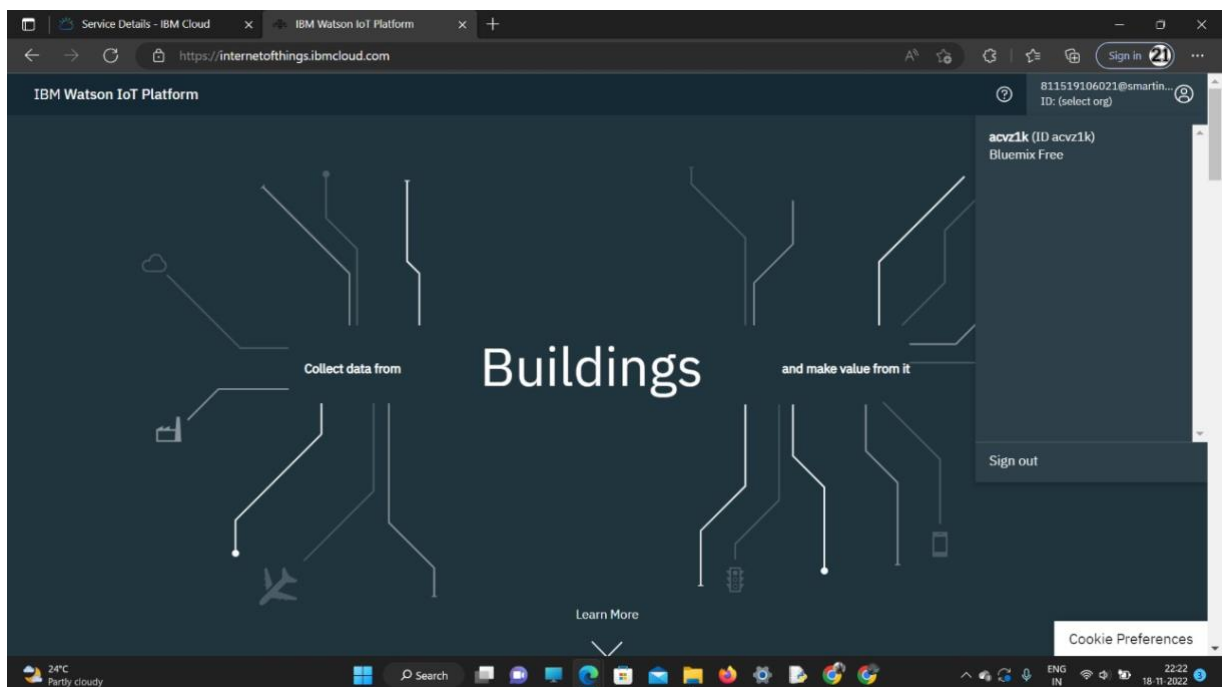 Service Details - IBM Cloud
IBM Watson IoT Platform
https://internetofthings.ibmcloud.com
Sign in
21
IBM Watson IoT Platform
811519106021@smartin...
ID: (select org)
acvz1k (ID acvz1k)
Bluemix Free
Sign out
Collect data from
Buildings
and make value from it
Learn More
Cookie Preferences
24°C
Partly cloudy
Search
ENG
IN
22:22
18-11-2022
3